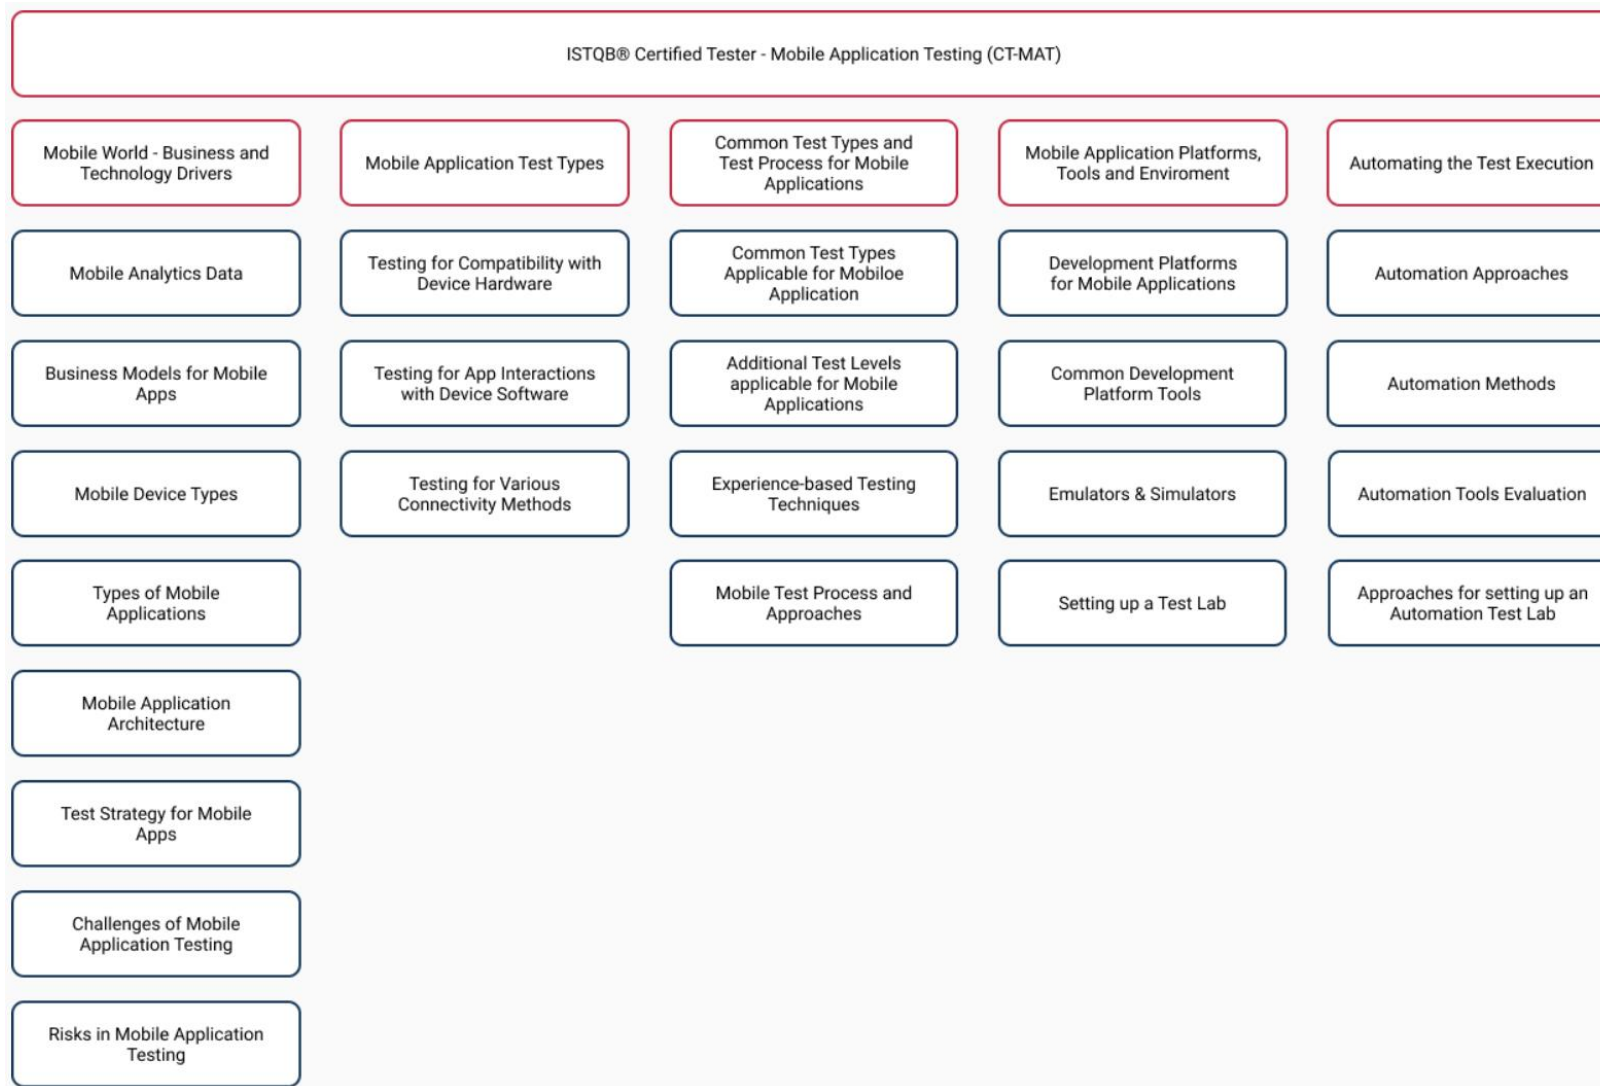 ISTQB® Certified Tester - Mobile Application Testing (CT-MAT)
Mobile World - Business and
Technology Drivers
Mobile Analytics Data
Business Models for Mobile
Apps
Mobile Device Types
Types of Mobile
Applications
Mobile Application
Architecture
Test Strategy for Mobile
Apps
Challenges of Mobile
Application Testing
Risks in Mobile Application
Testing
Mobile Application Test Types
Testing for Compatibility with
Device Hardware
Testing for App Interactions
with Device Software
Testing for Various
Connectivity Methods
Common Test Types and
Test Process for Mobile
Applications
Common Test Types
Applicable for Mobiloe
Application
Additional Test Levels
applicable for Mobile
Applications
Experience-based Testing
Techniques
Mobile Test Process and
Approaches
Mobile Application Platforms,
Tools and Enviroment
Development Platforms
for Mobile Applications
Common Development
Platform Tools
Emulators & Simulators
Setting up a Test Lab
Automating the Test Execution
Automation Approaches
Automation Methods
Automation Tools Evaluation
Approaches for setting up an
Automation Test Lab